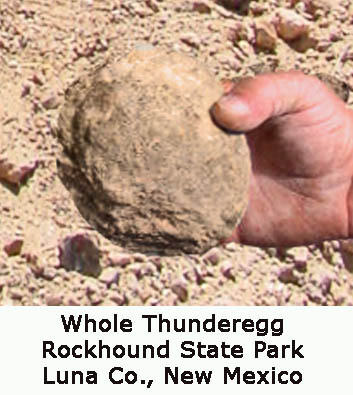 Whole Thunderegg
Rockhound State Park
Luna Co., New Mexico